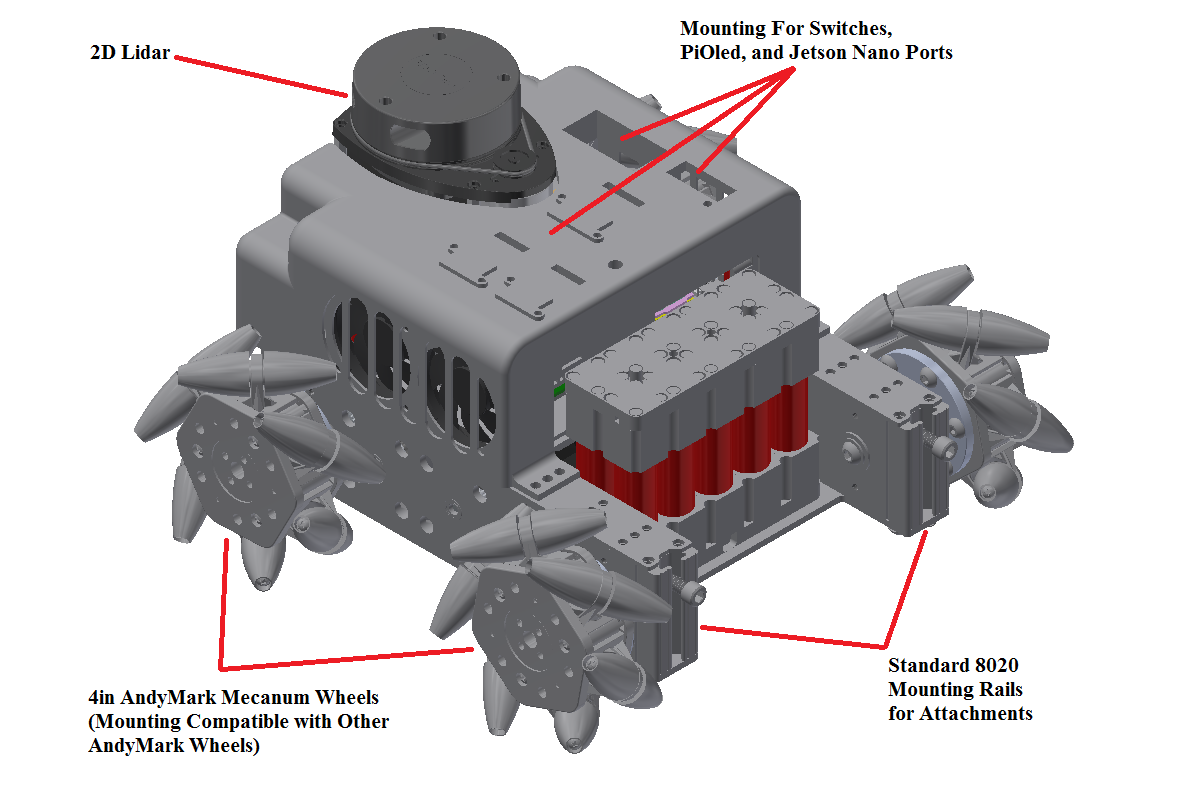 2D Lidar
Mounting For Switches,
PiOled, and Jetson Nano Ports
4in AndyMark Mecanum Wheels
(Mounting Compatible with Other
AndyMark Wheels)
Standard 8020
Mounting Rails
for Attachments